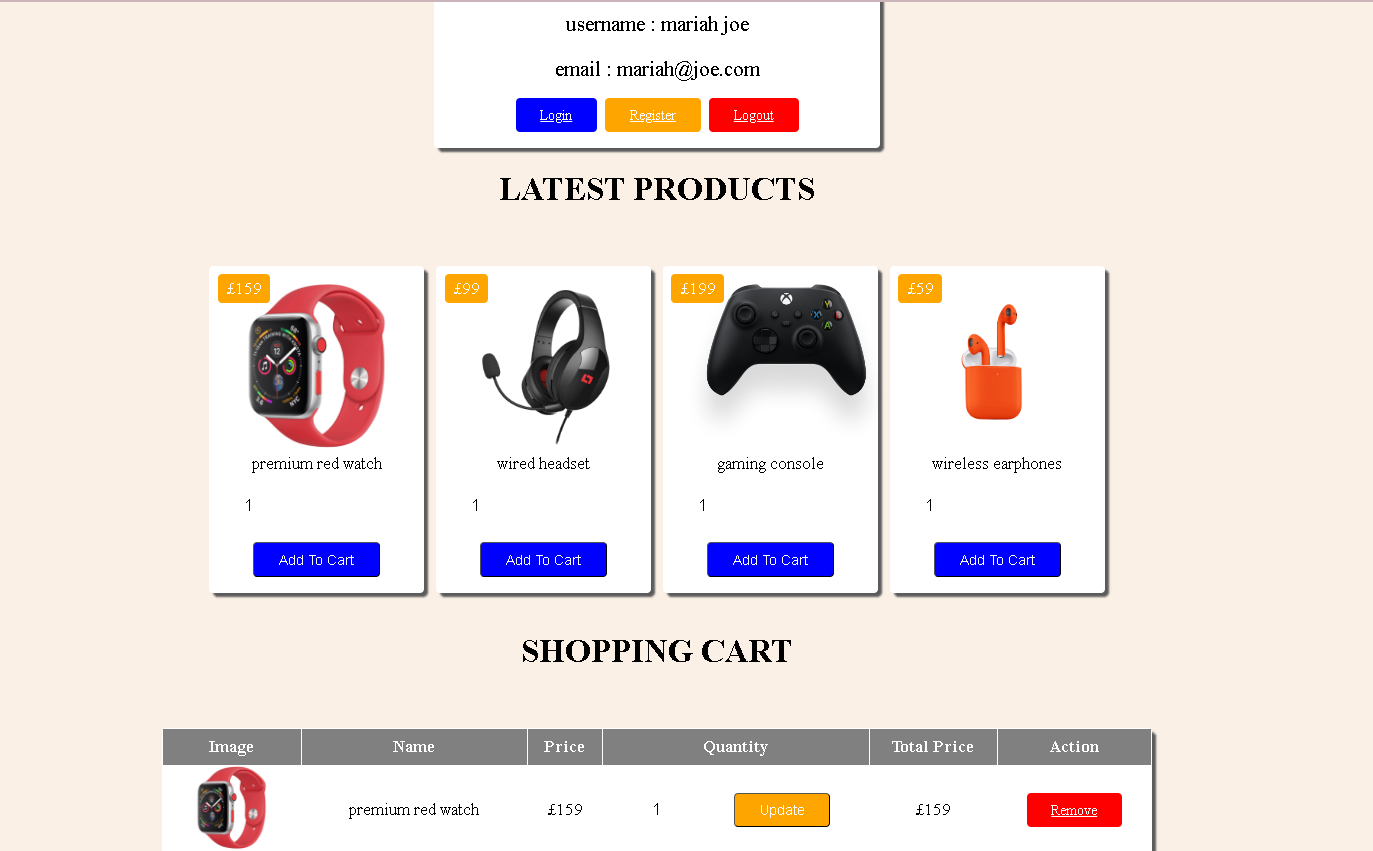 username : mariah joe
email : mariah@joe.com
Login Register Logout
LATEST PRODUCTS
£159 £99 £199 £59
premium red watch wired headset gaming console wireless earphones
1 1 1 1
Add To Cart Add To Cart Add To Cart Add To Cart
SHOPPING CART
Image Name Price Quantity Total Price Action
premium red watch £159 1 Update £159 Remove